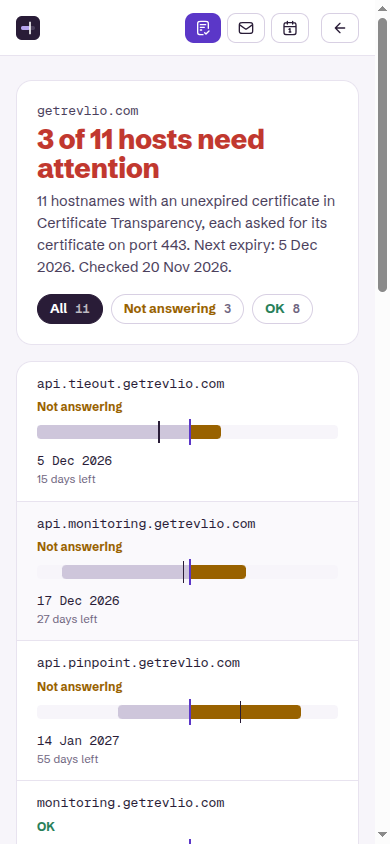 getrevlio.com
3 of 11 hosts need
attention
11 hostnames with an unexpired certificate in
Certificate Transparency, each asked for its
certificate on port 443. Next expiry: 5 Dec
2026. Checked 20 Nov 2026.
All 11 Not answering 3 OK 8
api.tieout.getrevlio.com
Not answering
5 Dec 2026
15 days left
api.monitoring.getrevlio.com
Not answering
17 Dec 2026
27 days left
api.pinpoint.getrevlio.com
Not answering
14 Jan 2027
55 days left
monitoring.getrevlio.com
OK